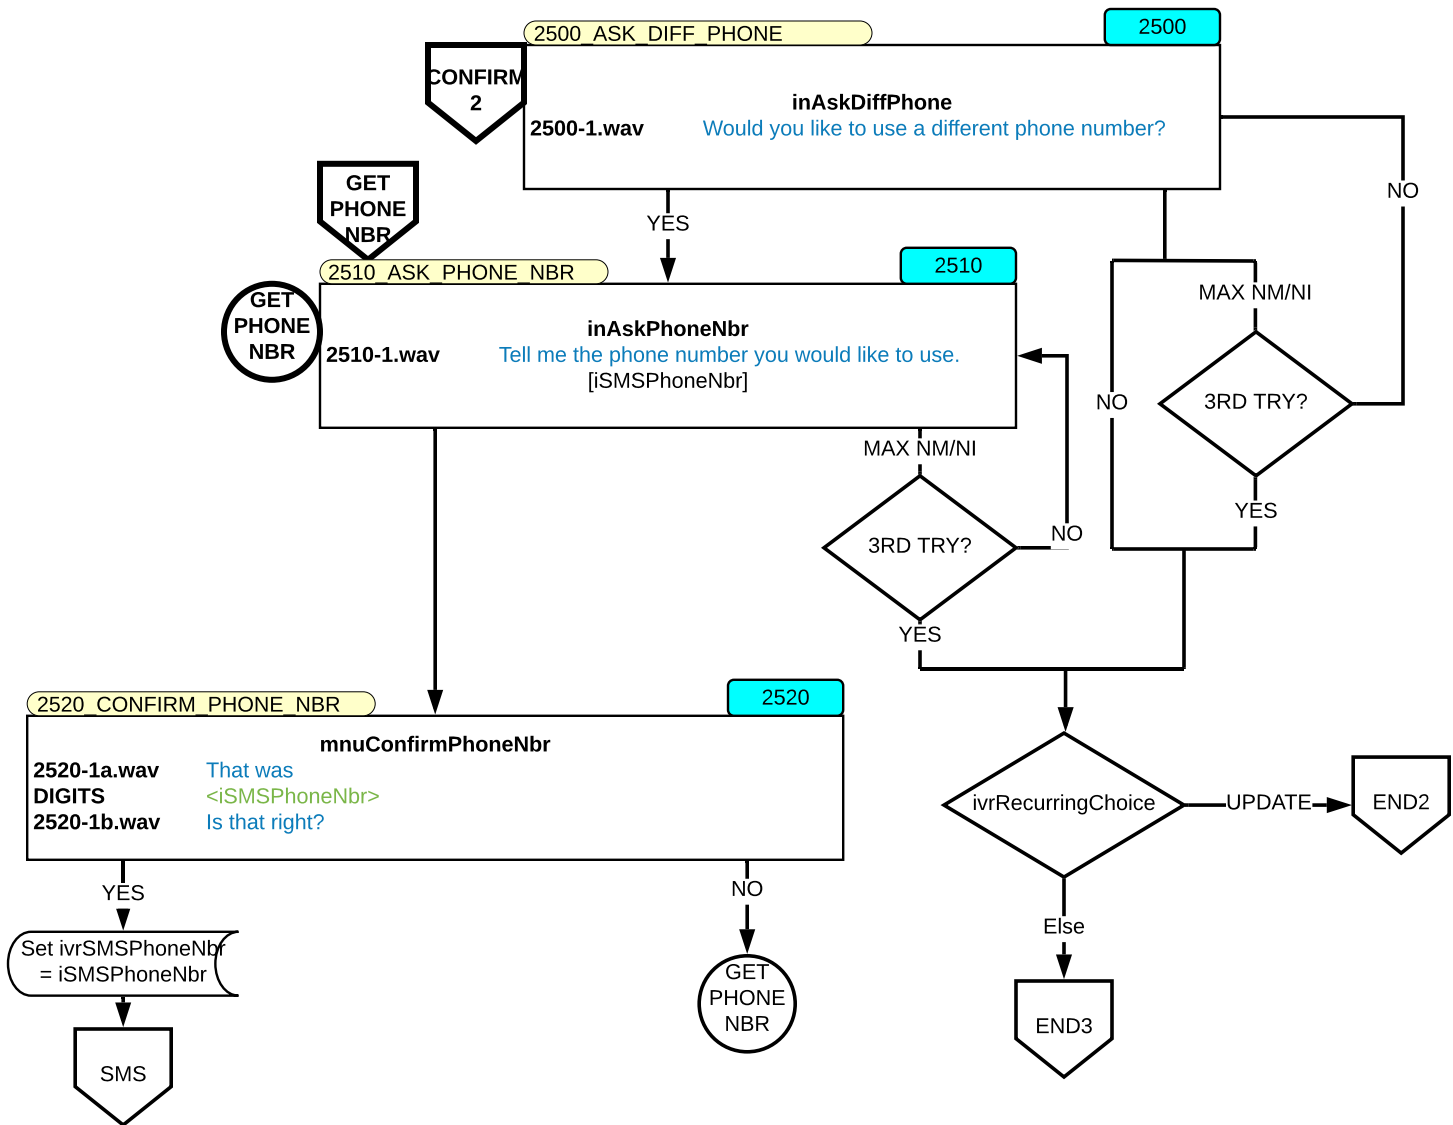 2500_ASK_DIFF_PHONE
2500
CONFIRM
2
inAskDiffPhone
2500-1.wav Would you like to use a different phone number?
NO
GET
PHONE
NBR
YES
2510_ASK_PHONE_NBR
2510
MAX NM/NI
GET
PHONE
NBR
inAskPhoneNbr
2510-1.wav Tell me the phone number you would like to use.
[iSMSPhoneNbr]
NO
3RD TRY?
MAX NM/NI
YES
3RD TRY?
NO
YES
2520_CONFIRM_PHONE_NBR
2520
mnuConfirmPhoneNbr
2520-1a.wav That was
DIGITS <iSMSPhoneNbr>
2520-1b.wav Is that right?
ivrRecurringChoice
UPDATE
END2
YES
NO
Else
Set ivrSMSPhoneNbr
= iSMSPhoneNbr
GET
PHONE
NBR
END3
SMS